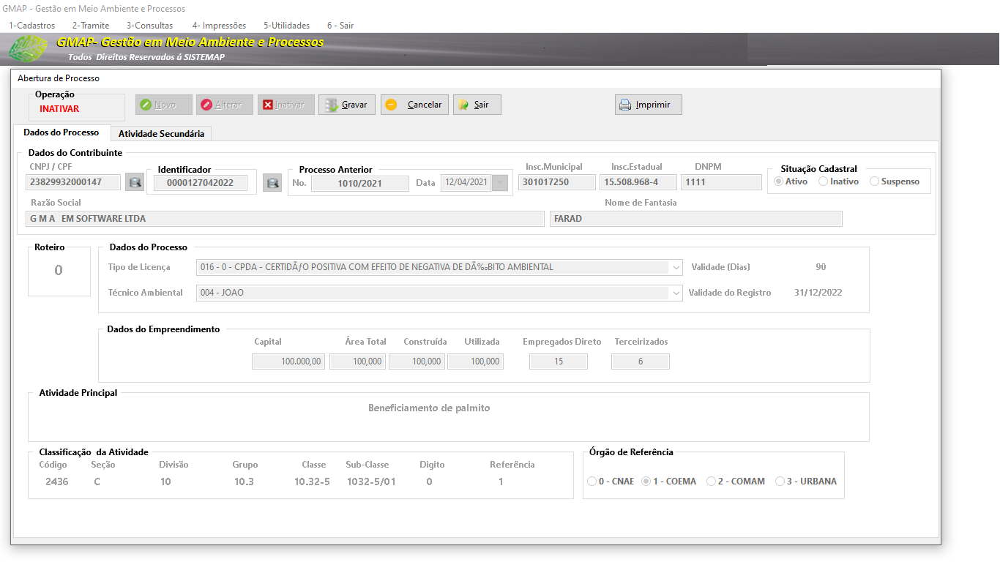 GMAP - Gestão em Meio Ambiente e Processos
1-Cadastros 2-Tramite 3-Consultas 4- Impressões 5-Utilidades 6 - Sair
GMAP- Gestão em Meio Ambiente e Processos
Todos Direitos Reservados á SISTEMAP
Abertura de Processo
Operação
INATIVAR
Novo Alterar Inativar Gravar Cancelar Sair Imprimir
Dados do Processo Atividade Secundária
Dados do Contribuinte
CNPJ / CPF Identificador Processo Anterior Insc.Municipal Insc.Estadual DNPM Situação Cadastral
23829932000147 0000127042022 No. 1010/2021 Data 12/04/2021 301017250 15.508.968-4 1111 Ativo Inativo Suspenso
Razão Social Nome de Fantasia
G M A EM SOFTWARE LTDA FARAD
Roteiro Dados do Processo
0
Tipo de Licença 016 - 0 - CPDA - CERTIDÃƒO POSITIVA COM EFEITO DE NEGATIVA DE DÃ‰BITO AMBIENTAL Validade (Dias) 90
Técnico Ambiental 004 - JOAO Validade do Registro 31/12/2022
Dados do Empreendimento
Capital Área Total Construída Utilizada Empregados Direto Terceirizados
100.000,00 100,000 100,000 100,000 15 6
Atividade Principal
Beneficiamento de palmito
Classificação da Atividade Órgão de Referência
Código Seção Divisão Grupo Classe Sub-Classe Digito Referência
2436 C 10 10.3 10.32-5 1032-5/01 0 1 0 - CNAE 1 - COEMA 2 - COMAM 3 - URBANA